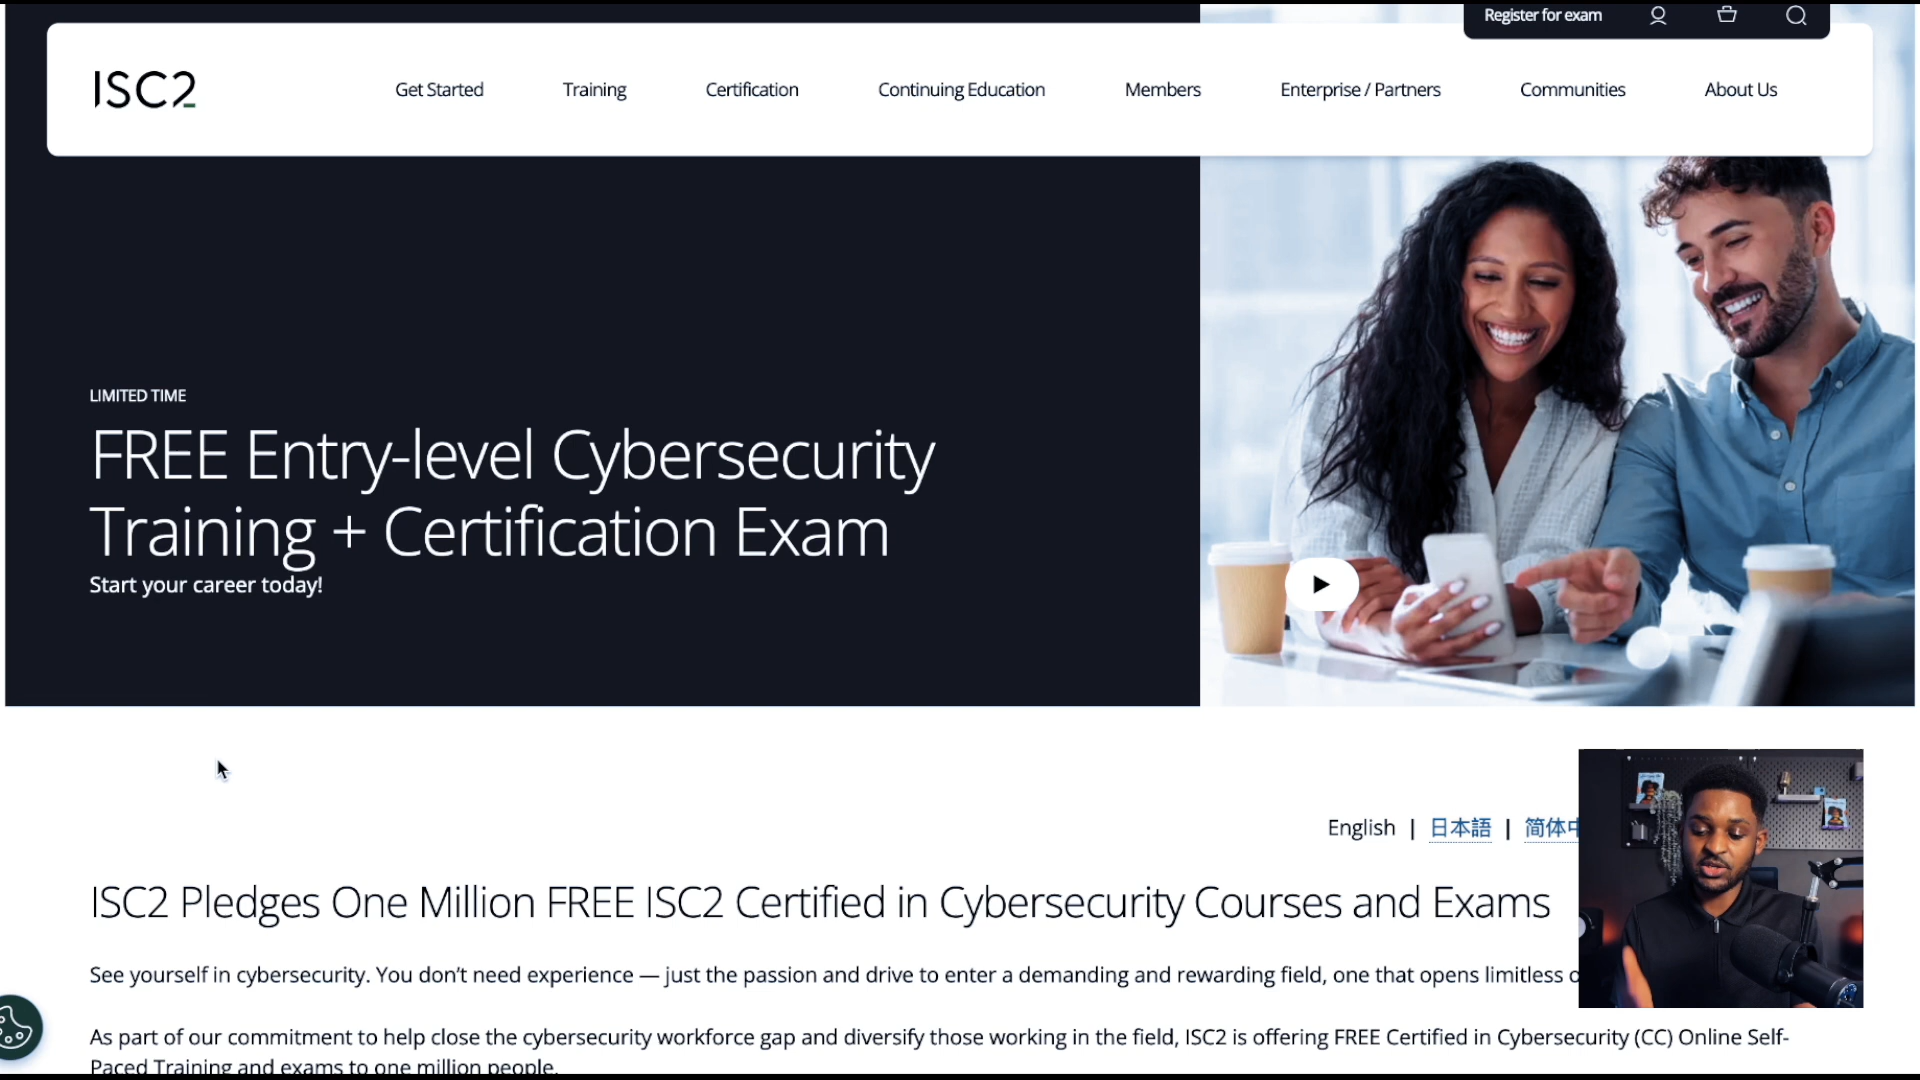 Register for exam
ISC2
Get Started
Training
Certification
Continuing Education
Members
Enterprise / Partners
Communities
About Us
LIMITED TIME
FREE Entry-level Cybersecurity
Training + Certification Exam
Start your career today!
English | 日本語 | 简体中
ISC2 Pledges One Million FREE ISC2 Certified in Cybersecurity Courses and Exams
See yourself in cybersecurity. You don't need experience — just the passion and drive to enter a demanding and rewarding field, one that opens limitless
As part of our commitment to help close the cybersecurity workforce gap and diversify those working in the field, ISC2 is offering FREE Certified in Cybersecurity (CC) Online Self-
Paced Training and exams to one million people.